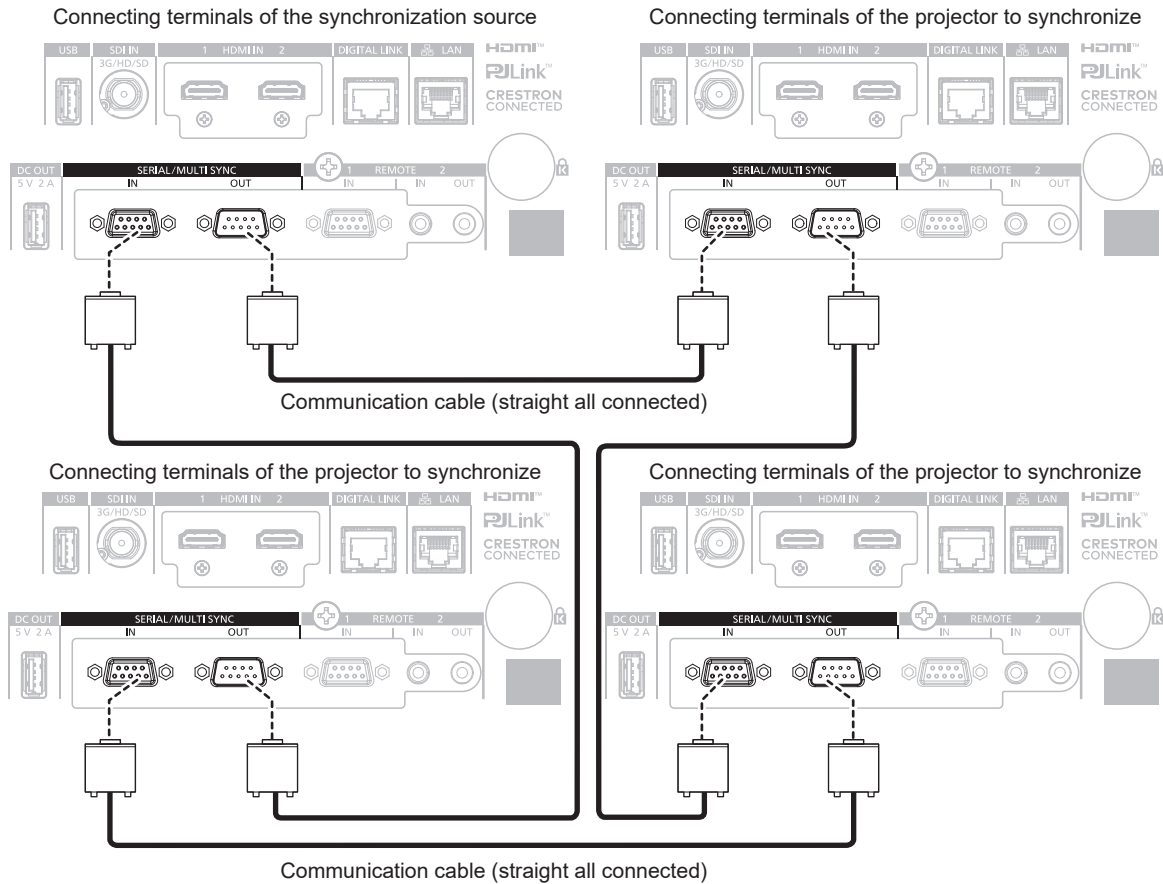 Connecting terminals of the synchronization source
Connecting terminals of the projector to synchronize
USB SDI IN 1 HDMI IN 2 DIGITAL LINK LAN HDMI™
3G/HD/SD
PJLink™
CRESTRON
CONNECTED
DC OUT SERIAL/MULTI SYNC 1 REMOTE 2
5 V 2 A IN OUT IN IN OUT
K
USB SDI IN 1 HDMI IN 2 DIGITAL LINK LAN HDMI™
3G/HD/SD
PJLink™
CRESTRON
CONNECTED
DC OUT SERIAL/MULTI SYNC 1 REMOTE 2
5 V 2 A IN OUT IN IN OUT
K
Communication cable (straight all connected)
Connecting terminals of the projector to synchronize
Connecting terminals of the projector to synchronize
USB SDI IN 1 HDMI IN 2 DIGITAL LINK LAN HDMI™
3G/HD/SD
PJLink™
CRESTRON
CONNECTED
DC OUT SERIAL/MULTI SYNC 1 REMOTE 2
5 V 2 A IN OUT IN IN OUT
K
USB SDI IN 1 HDMI IN 2 DIGITAL LINK LAN HDMI™
3G/HD/SD
PJLink™
CRESTRON
CONNECTED
DC OUT SERIAL/MULTI SYNC 1 REMOTE 2
5 V 2 A IN OUT IN IN OUT
K
Communication cable (straight all connected)